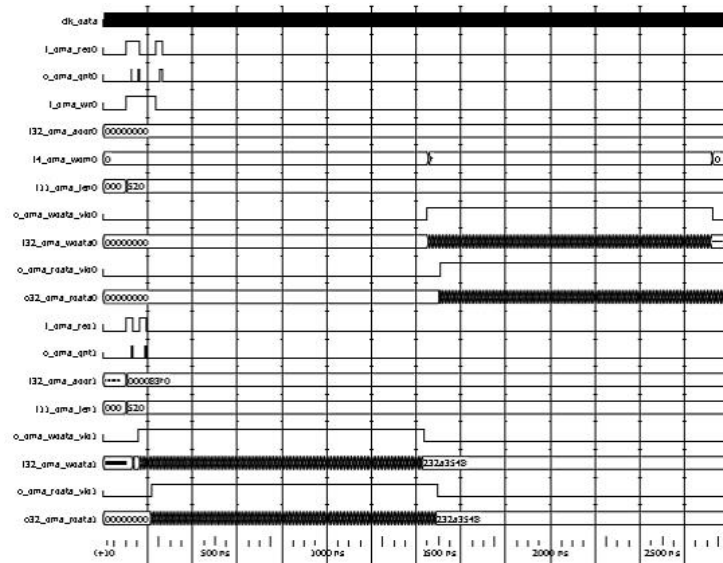 clk_data
i_dma_req0
o_dma_gnt0
i_dma_wr0
i32_dma_addr0
00000000
i4_dma_wdm0
0
f
0
i11_dma_len0
000
520
o_dma_wdata_vld0
i32_dma_wdata0
00000000
o_dma_rdata_vld0
o32_dma_rdata0
00000000
i_dma_req1
o_dma_gnt1
i32_dma_addr1
000083f0
i11_dma_len1
000
520
o_dma_wdata_vld1
i32_dma_wdata1
232a3548
o_dma_rdata_vld1
o32_dma_rdata1
00000000
232a3548
500 ns
1000 ns
1500 ns
2000 ns
2500 ns